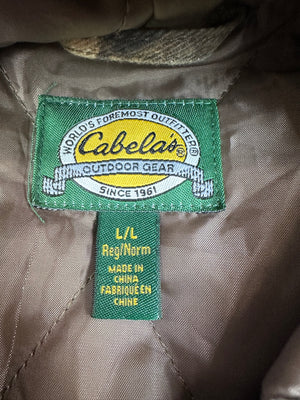 WORLD'S FOREMOST OUTFITTER®
Cabela's®
OUTDOOR GEAR
SINCE 1961
L/L
Reg/Norm
MADE IN
CHINA
FABRIQUÉ EN
CHINE